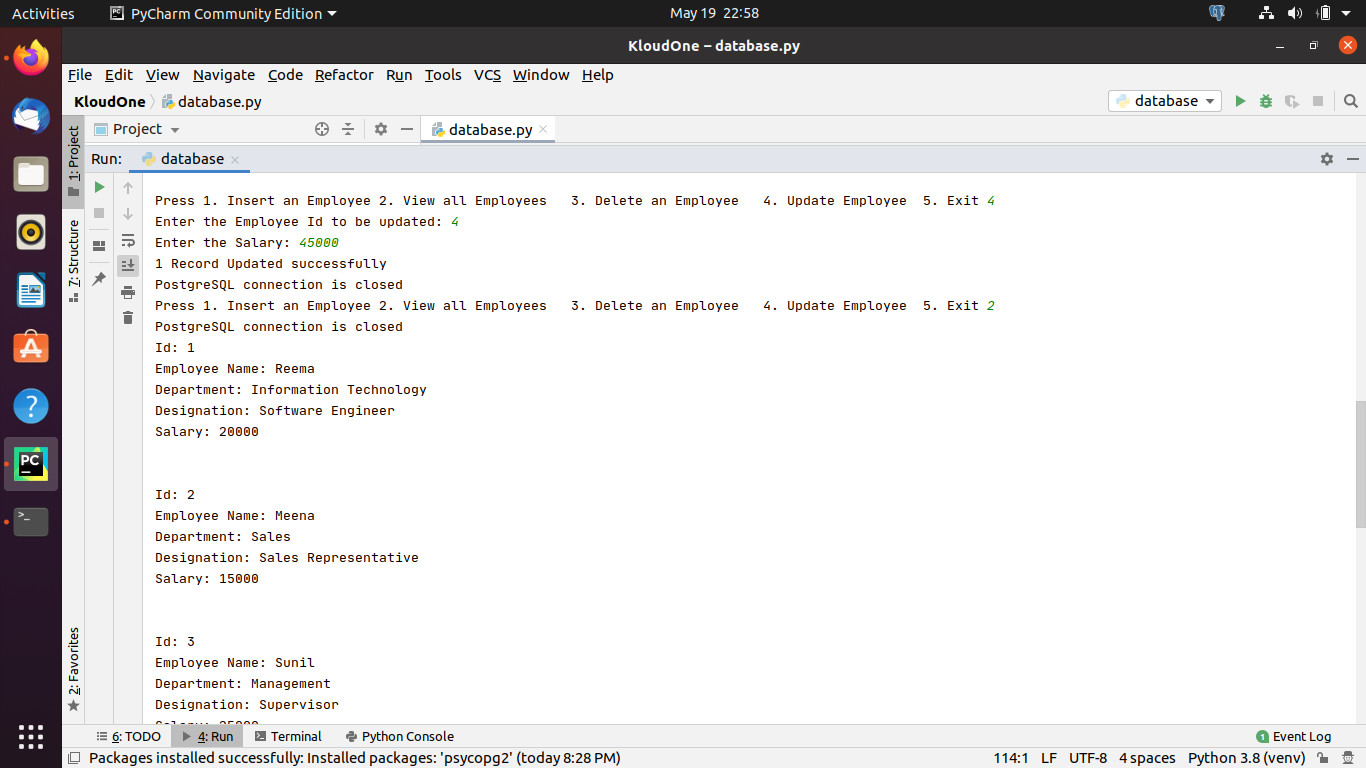 Activities PyCharm Community Edition May 19 22:58
KloudOne – database.py
File Edit View Navigate Code Refactor Run Tools VCS Window Help
KloudOne database.py database
1: Project
Project database.py
Run: database
Press 1. Insert an Employee 2. View all Employees 3. Delete an Employee 4. Update Employee 5. Exit 4
Enter the Employee Id to be updated: 4
7: Structure
Enter the Salary: 45000
1 Record Updated successfully
PostgreSQL connection is closed
Press 1. Insert an Employee 2. View all Employees 3. Delete an Employee 4. Update Employee 5. Exit 2
PostgreSQL connection is closed
Id: 1
Employee Name: Reema
Department: Information Technology
Designation: Software Engineer
Salary: 20000
PC
Id: 2
Employee Name: Meena
Department: Sales
Designation: Sales Representative
Salary: 15000
Id: 3
2: Favorites
Employee Name: Sunil
Department: Management
Designation: Supervisor
6: TODO 4: Run Terminal Python Console 1 Event Log
Packages installed successfully: Installed packages: 'psycopg2' (today 8:28 PM) 114:1 LF UTF-8 4 spaces Python 3.8 (venv)